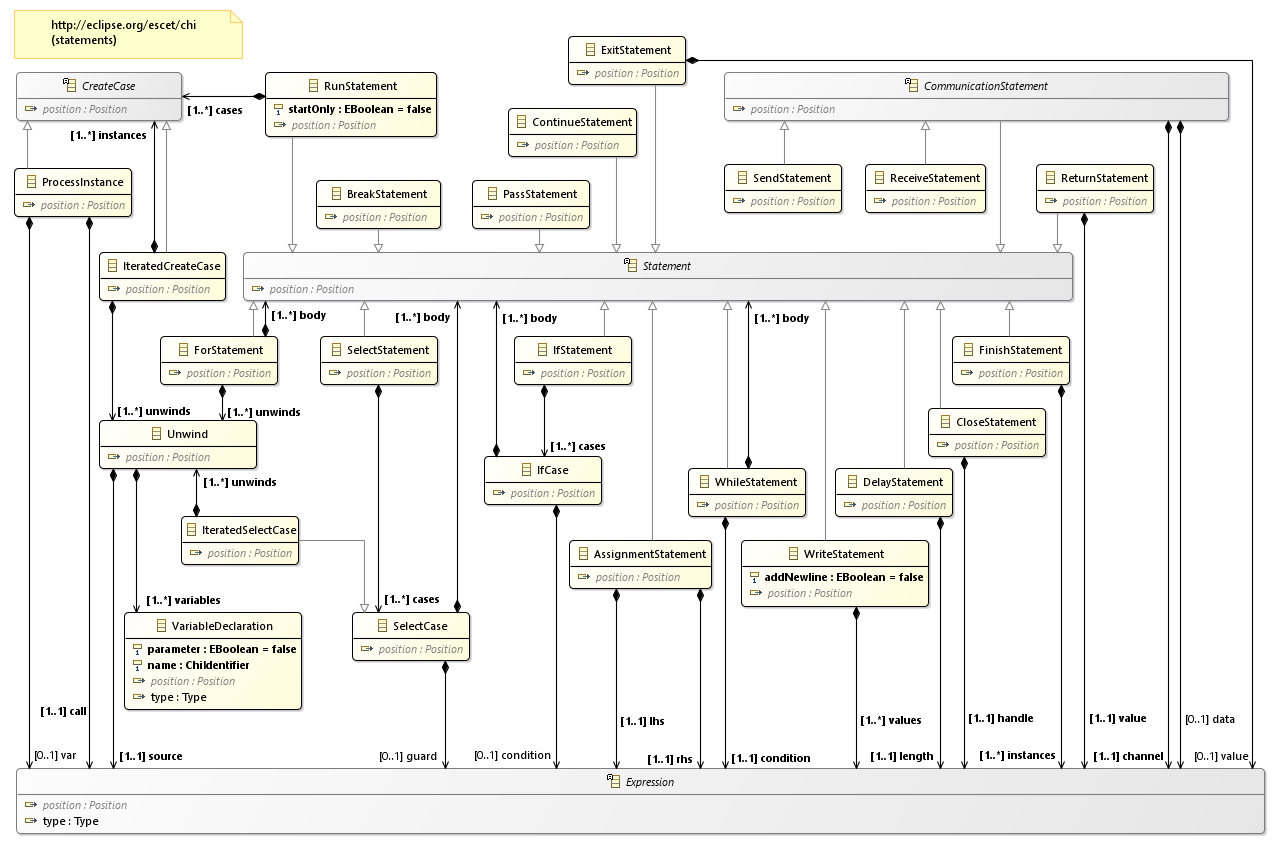 http://eclipse.org/escet/chi
(statements)
ExitStatement
position : Position
CreateCase
position : Position
RunStatement
startOnly : EBoolean = false
position : Position
[1..*] cases
CommunicationStatement
position : Position
ContinueStatement
position : Position
[1..*] instances
ProcessInstance
position : Position
BreakStatement
position : Position
PassStatement
position : Position
SendStatement
position : Position
ReceiveStatement
position : Position
ReturnStatement
position : Position
IteratedCreateCase
position : Position
Statement
position : Position
[1..*] body
[1..*] body
[1..*] body
[1..*] body
ForStatement
position : Position
SelectStatement
position : Position
IfStatement
position : Position
FinishStatement
position : Position
[1..*] unwinds
[1..*] unwinds
Unwind
position : Position
CloseStatement
position : Position
[1..*] cases
IfCase
position : Position
[1..*] unwinds
WhileStatement
position : Position
DelayStatement
position : Position
IteratedSelectCase
position : Position
AssignmentStatement
position : Position
WriteStatement
addNewline : EBoolean = false
position : Position
[1..*] variables
[1..*] cases
VariableDeclaration
parameter : EBoolean = false
name : ChiIdentifier
position : Position
type : Type
SelectCase
position : Position
[1..1] call
[1..1] lhs
[1..*] values
[1..1] handle
[1..1] value
[0..1] data
[0..1] var
[1..1] source
[0..1] guard
[0..1] condition
[1..1] rhs
[1..1] condition
[1..1] length
[1..*] instances
[1..1] channel
[0..1] value
Expression
position : Position
type : Type